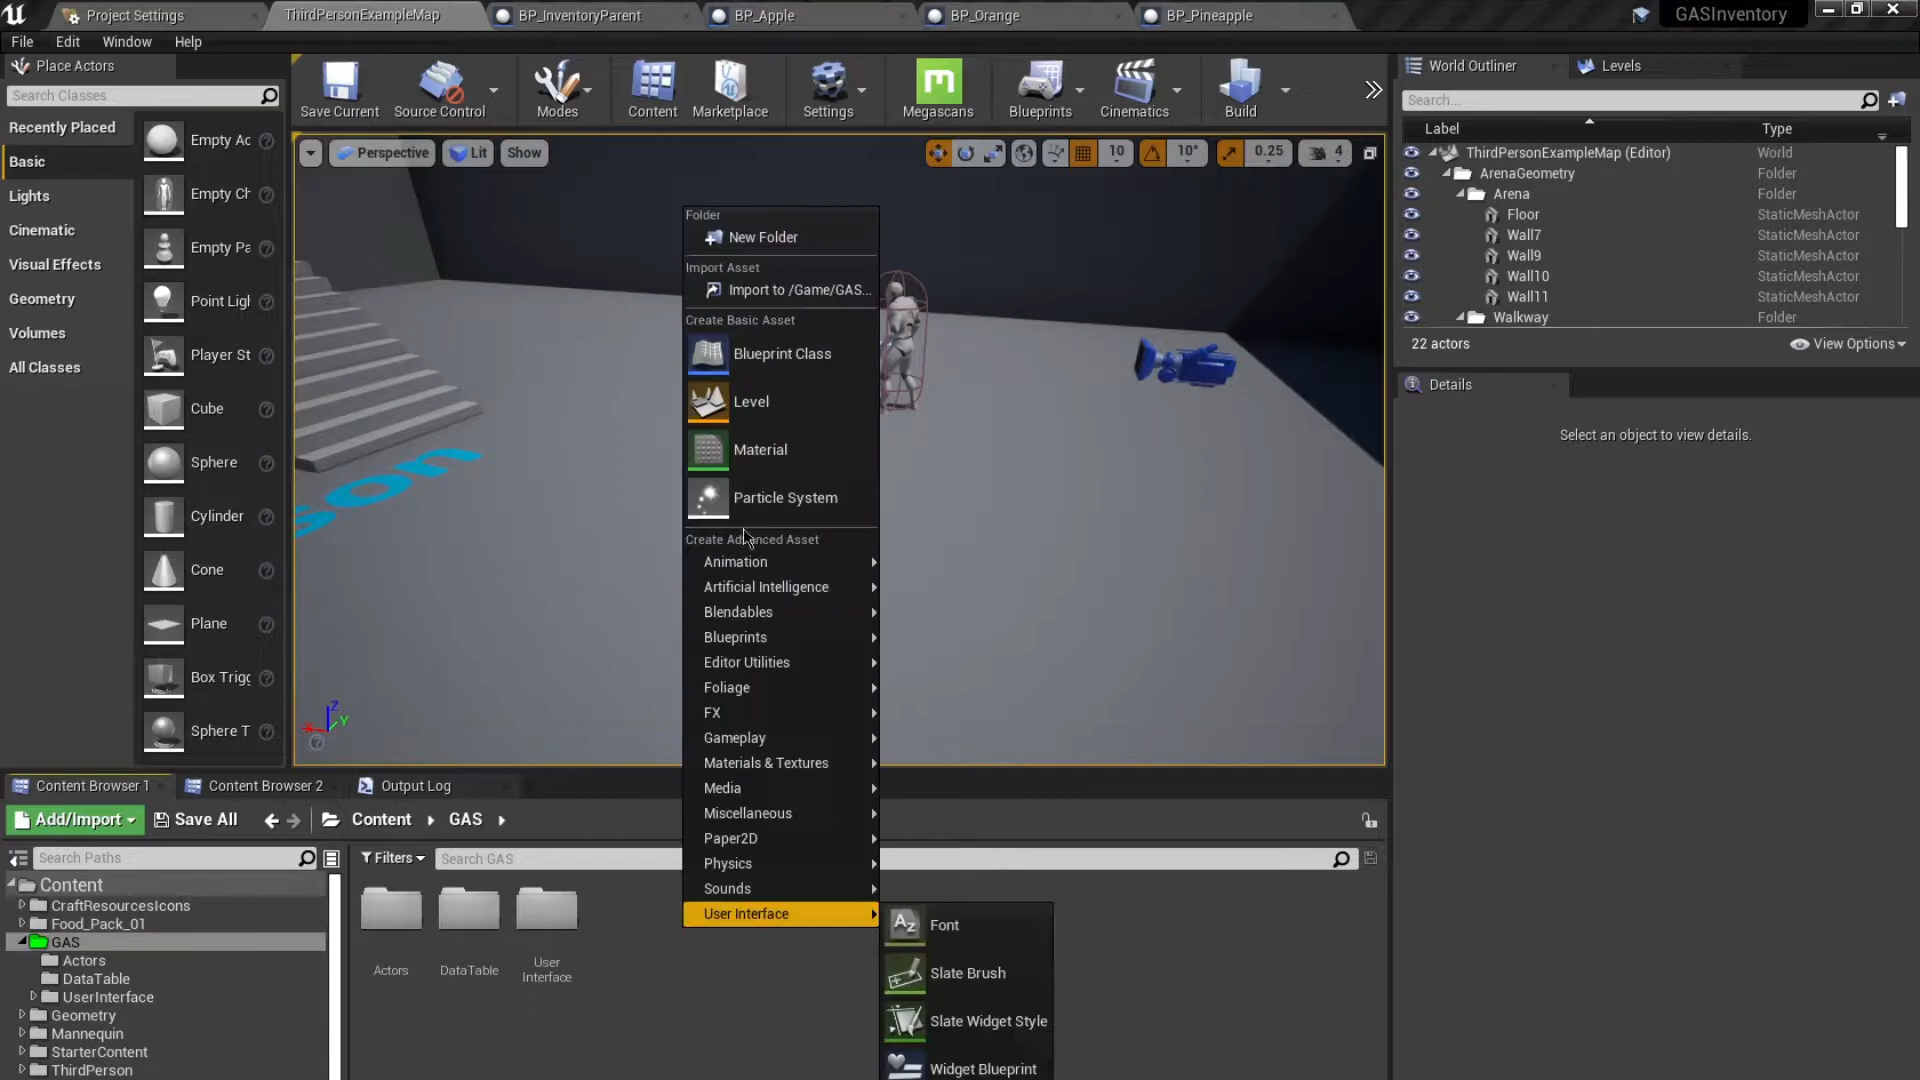 Project Settings
ThirdPersonExampleMap
BP_InventoryParent
BP_Apple
BP_Orange
BP_Pineapple
GASInventory
File
Edit
Window
Help
Place Actors
Search Classes
Recently Placed
Basic
Lights
Cinematic
Visual Effects
Geometry
Volumes
All Classes
Empty Ac
Empty Ch
Empty Pa
Point Ligh
Player St
Cube
Sphere
Cylinder
Cone
Plane
Box Trigg
Sphere T
Save Current
Source Control
Modes
Content
Marketplace
Settings
Megascans
Blueprints
Cinematics
Build
Perspective
Lit
Show
10
10°
0.25
4
son
Z
Y
X
Folder
New Folder
Import Asset
Import to /Game/GAS...
Create Basic Asset
Blueprint Class
Level
Material
Particle System
Create Advanced Asset
Animation
Artificial Intelligence
Blendables
Blueprints
Editor Utilities
Foliage
FX
Gameplay
Materials & Textures
Media
Miscellaneous
Paper2D
Physics
Sounds
User Interface
Font
Slate Brush
Slate Widget Style
Widget Blueprint
World Outliner
Levels
Search...
Label
Type
ThirdPersonExampleMap (Editor)
World
ArenaGeometry
Folder
Arena
Folder
Floor
StaticMeshActor
Wall7
StaticMeshActor
Wall9
StaticMeshActor
Wall10
StaticMeshActor
Wall11
StaticMeshActor
Walkway
Folder
22 actors
View Options
Details
Select an object to view details.
Content Browser 1
Content Browser 2
Output Log
Add/Import
Save All
Content
GAS
Search Paths
Filters
Search GAS
Content
CraftResourcesIcons
Food_Pack_01
GAS
Actors
DataTable
UserInterface
Geometry
Mannequin
StarterContent
ThirdPerson
Actors
DataTable
User
Interface